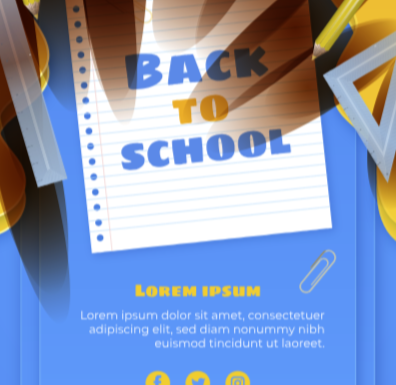 BACK
TO
SCHOOL
LOREM IPSUM
Lorem ipsum dolor sit amet, consectetuer
adipiscing elit, sed diam nonummy nibh
euismod tincidunt ut laoreet.